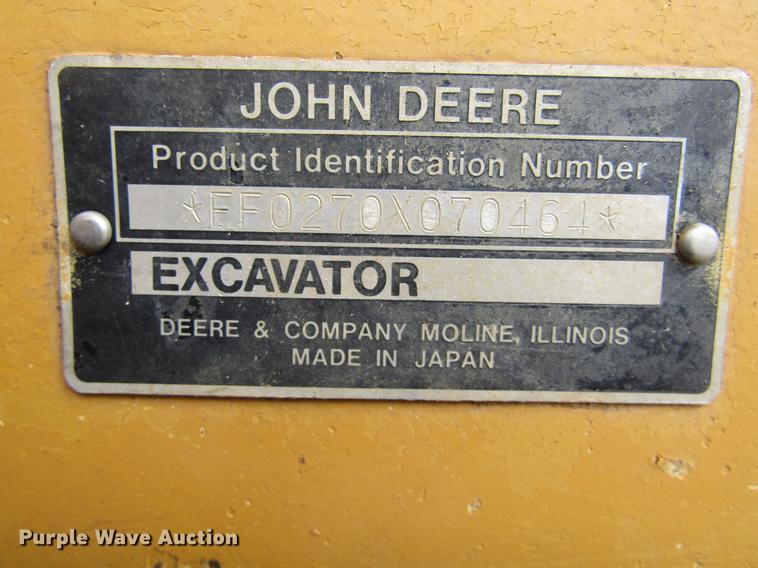 JOHN DEERE
Product Identification Number
*FF0270X070464*
EXCAVATOR
DEERE & COMPANY MOLINE, ILLINOIS
MADE IN JAPAN
Purple Wave Auction